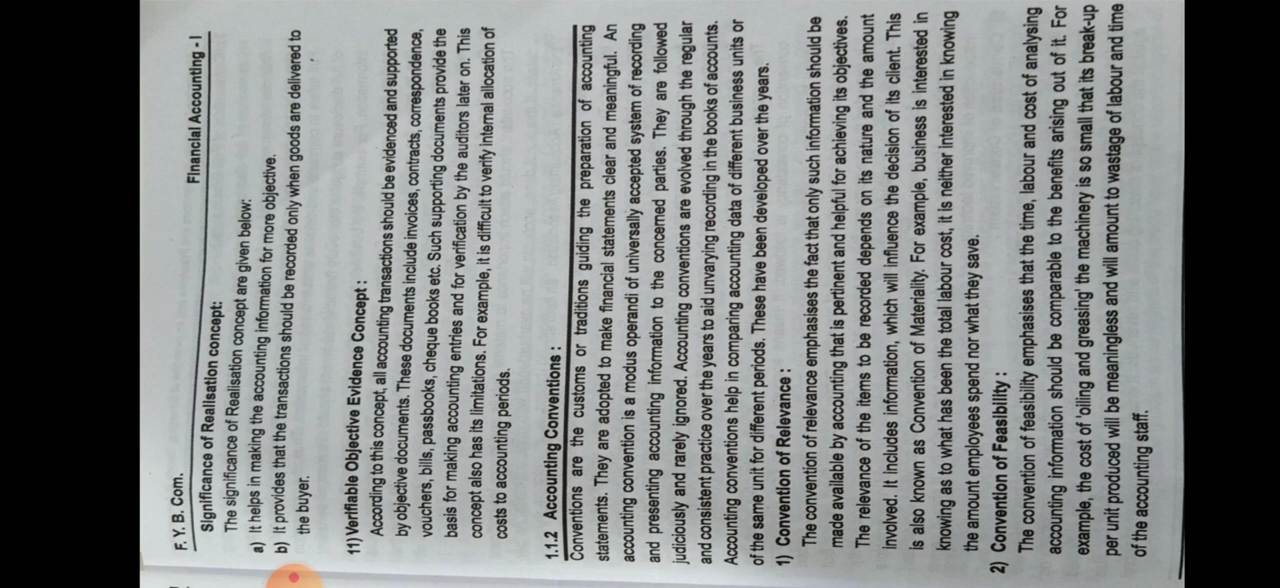 F. Y. B. Com.
Financial Accounting - I
Significance of Realisation concept:
The significance of Realisation concept are given below:
a) It helps in making the accounting information for more objective.
b) It provides that the transactions should be recorded only when goods are delivered to
the buyer.
11) Verifiable Objective Evidence Concept :
According to this concept, all accounting transactions should be evidenced and supported
by objective documents. These documents include invoices, contracts, correspondence,
vouchers, bills, passbooks, cheque books etc. Such supporting documents provide the
basis for making accounting entries and for verification by the auditors later on. This
concept also has its limitations. For example, it is difficult to verify internal allocation of
costs to accounting periods.
1.1.2 Accounting Conventions :
Conventions are the customs or traditions guiding the preparation of accounting
statements. They are adopted to make financial statements clear and meaningful. An
accounting convention is a modus operandi of universally accepted system of recording
and presenting accounting information to the concerned parties. They are followed
judiciously and rarely ignored. Accounting conventions are evolved through the regular
and consistent practice over the years to aid unvarying recording in the books of accounts.
Accounting conventions help in comparing accounting data of different business units or
of the same unit for different periods. These have been developed over the years.
1) Convention of Relevance :
The convention of relevance emphasises the fact that only such information should be
made available by accounting that is pertinent and helpful for achieving its objectives.
The relevance of the items to be recorded depends on its nature and the amount
involved. It includes information, which will influence the decision of its client. This
is also known as Convention of Materiality. For example, business is interested in
knowing as to what has been the total labour cost, it is neither interested in knowing
the amount employees spend nor what they save.
2) Convention of Feasibility :
The convention of feasibility emphasises that the time, labour and cost of analysing
accounting information should be comparable to the benefits arising out of it. For
example, the cost of 'oiling and greasing the machinery is so small that its break-up
per unit produced will be meaningless and will amount to wastage of labour and time
of the accounting staff.